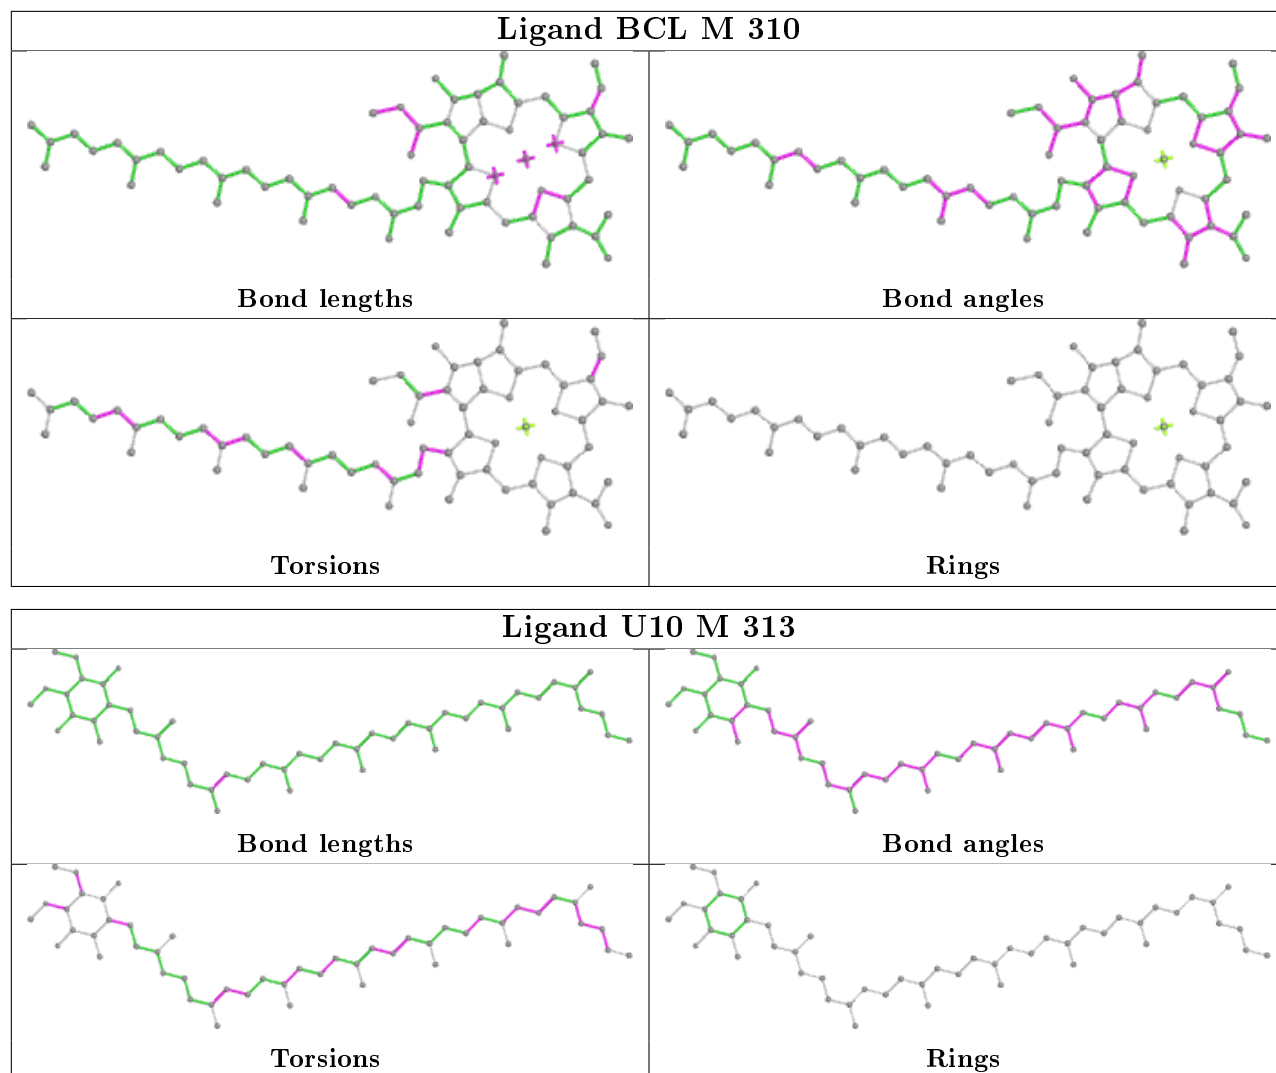 Ligand BCL M 310
Bond lengths
Bond angles
Torsions
Rings
Ligand U10 M 313
Bond lengths
Bond angles
Torsions
Rings